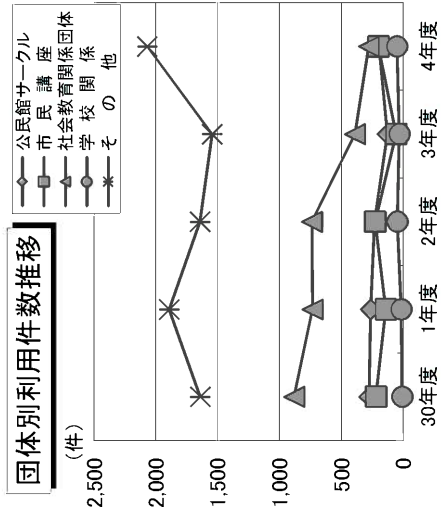 団体別利用件数推移
公民館サークル
市民講座
社会教育関係団体
学校関係
その他
(件)
2,500
2,000
1,500
1,000
500
0
30年度
1年度
2年度
3年度
4年度